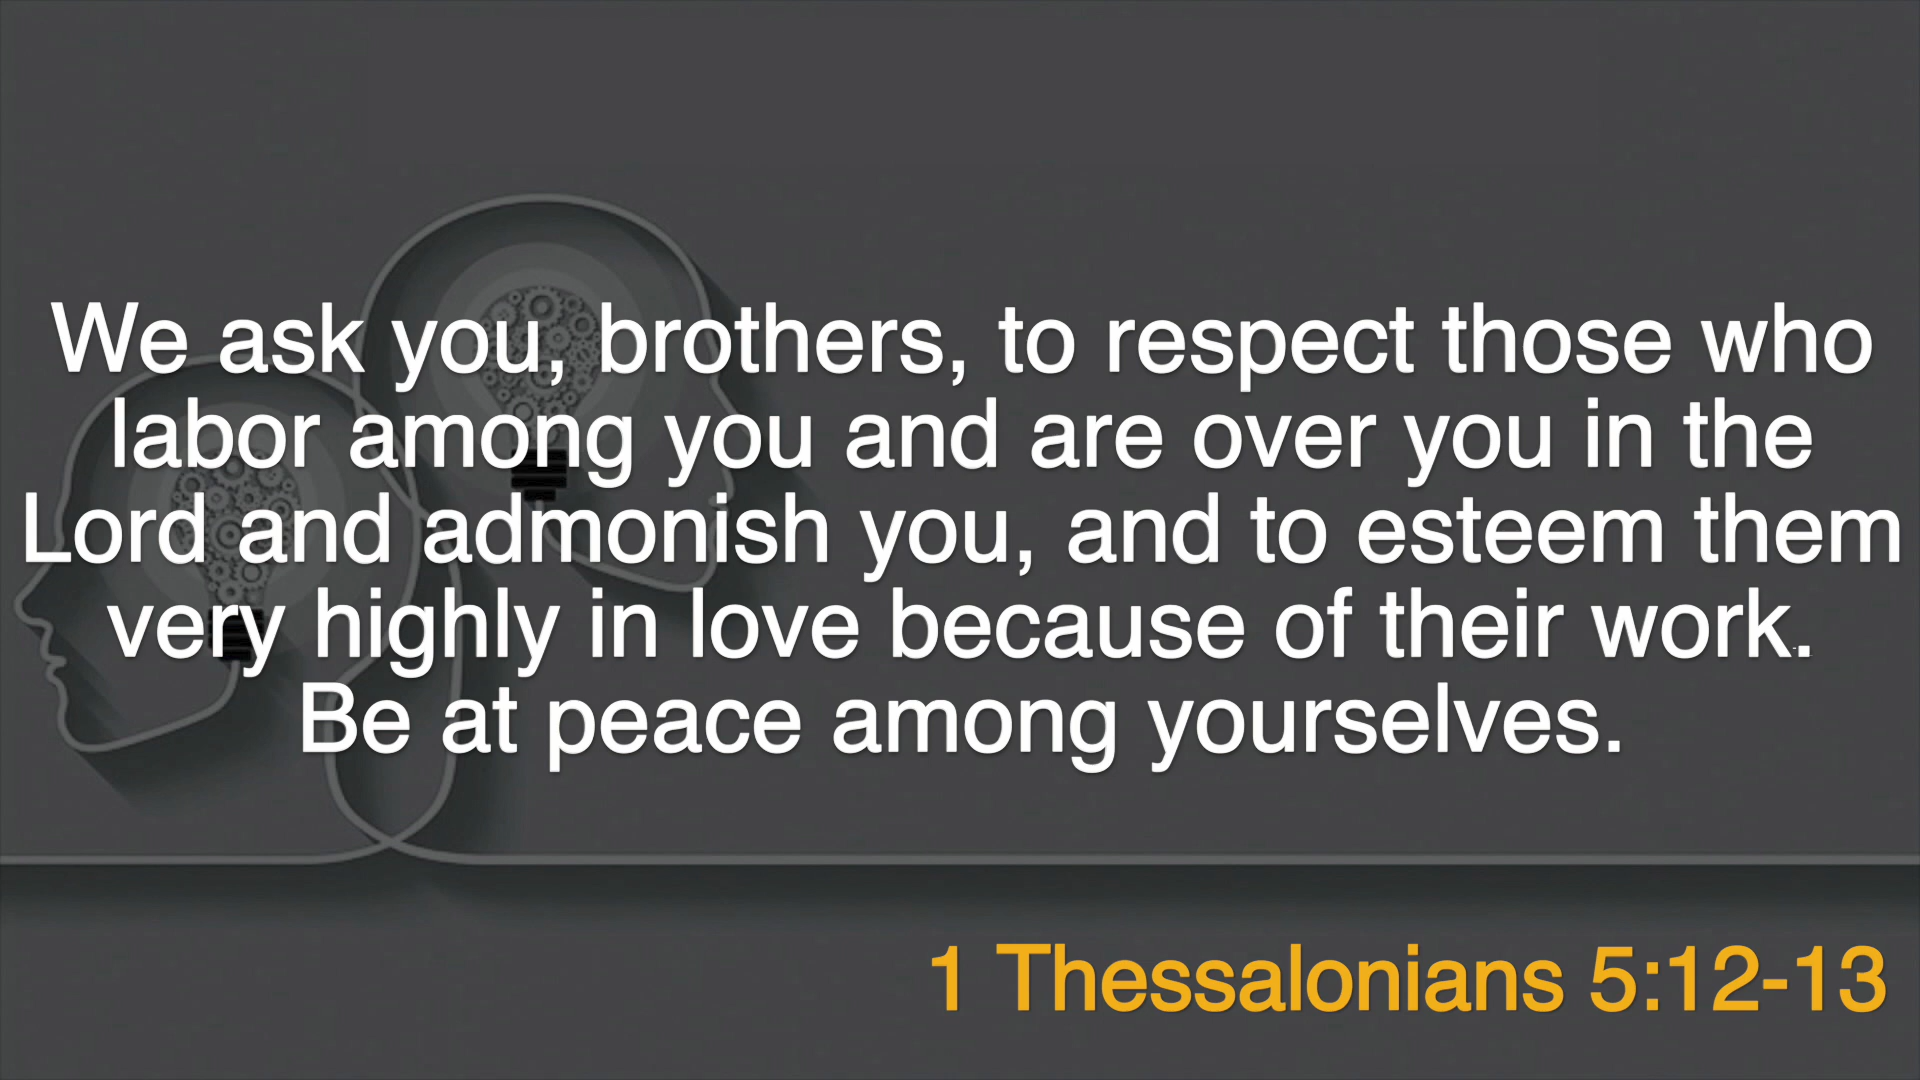 We ask you, brothers, to respect those who
labor among you and are over you in the
Lord and admonish you, and to esteem them
very highly in love because of their work.
Be at peace among yourselves.
1 Thessalonians 5:12-13